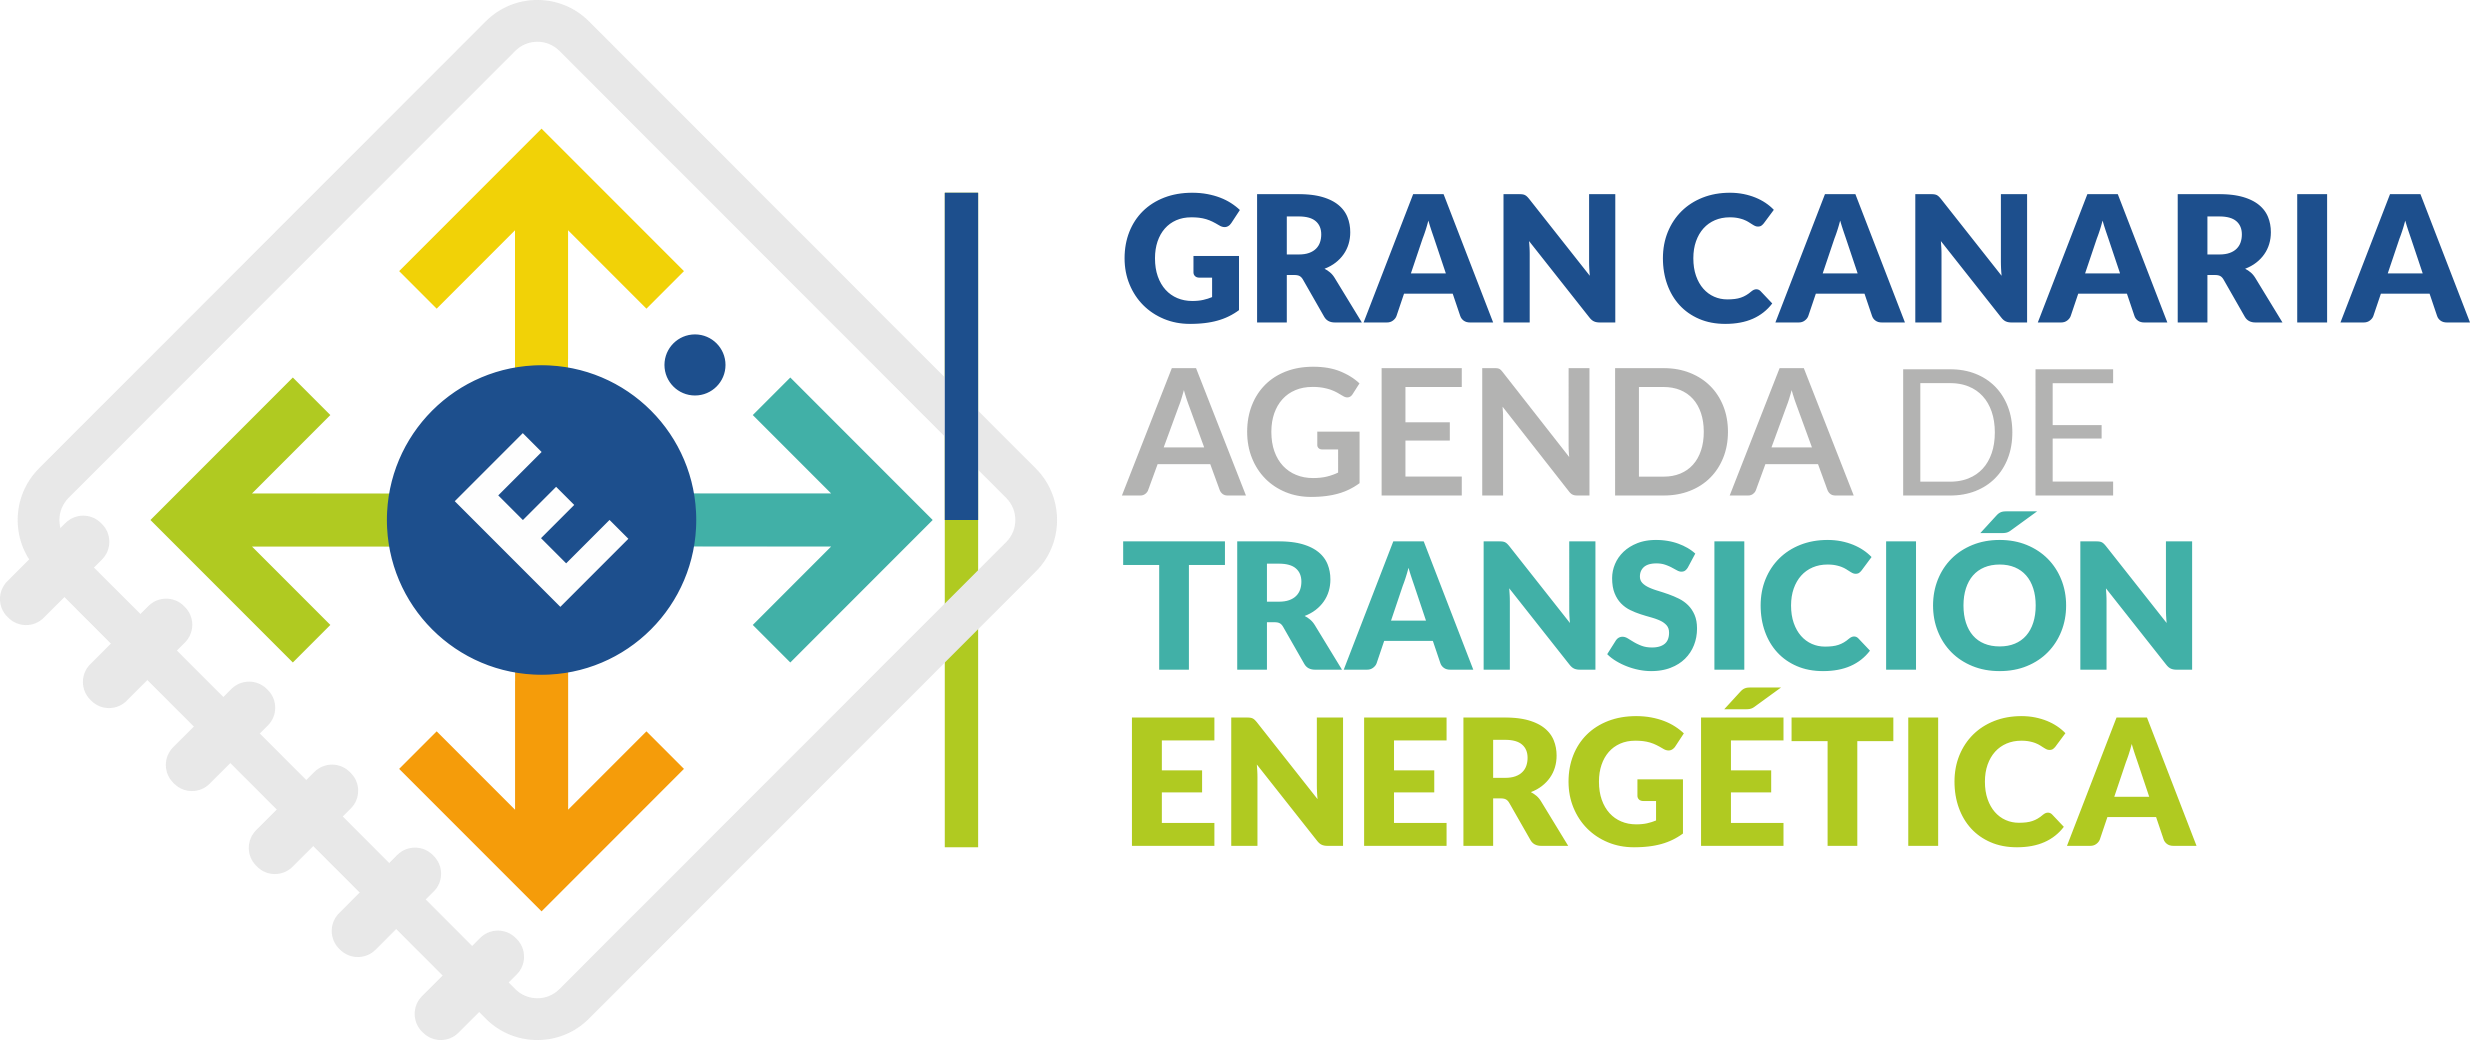 E
GRAN CANARIA
AGENDA DE
TRANSICIÓN
ENERGÉTICA